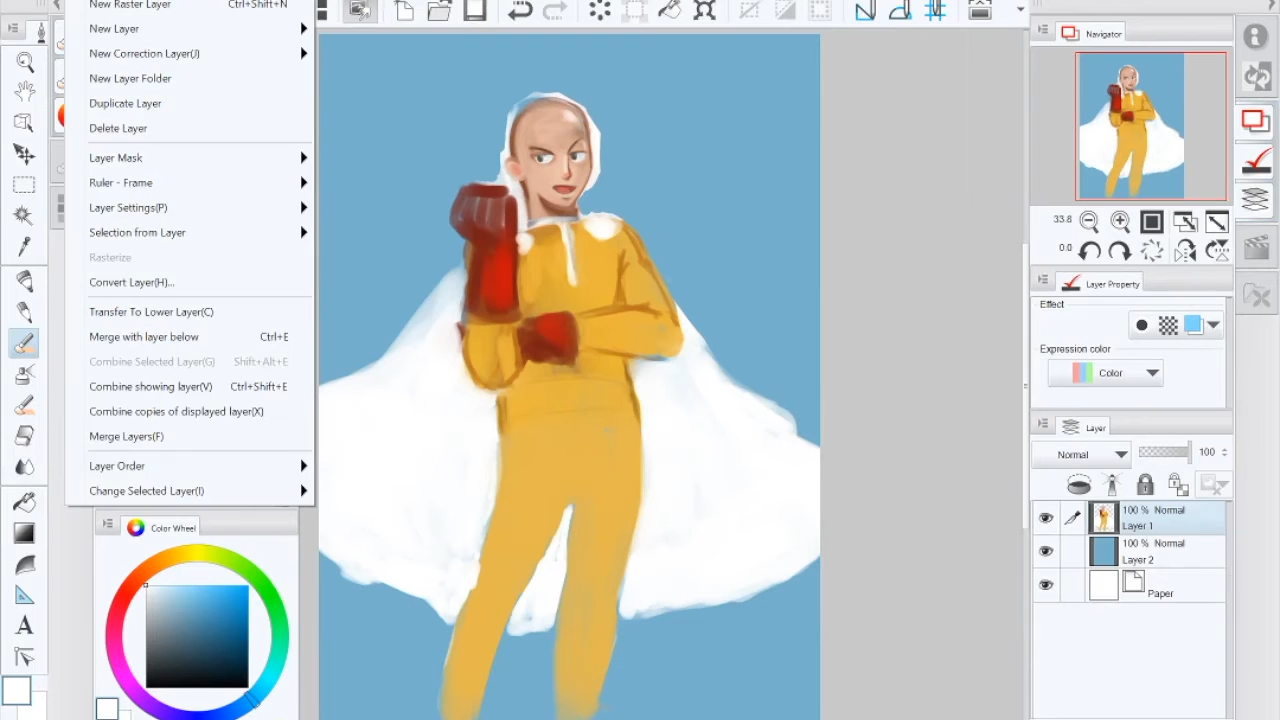 New Raster Layer Ctrl+Shift+N
New Layer
New Correction Layer(J)
New Layer Folder
Duplicate Layer
Delete Layer
Layer Mask
Ruler - Frame
Layer Settings(P)
Selection from Layer
Rasterize
Convert Layer(H)...
Transfer To Lower Layer(C)
Merge with layer below Ctrl+E
Combine Selected Layer(G) Shift+Alt+E
Combine showing layer(V) Ctrl+Shift+E
Combine copies of displayed layer(X)
Merge Layers(F)
Layer Order
Change Selected Layer(I)
Color Wheel
A
Navigator
33.8
0.0
Layer Property
Effect
Expression color
Color
Layer
Normal 100
100 % Normal
Layer 1
100 % Normal
Layer 2
Paper